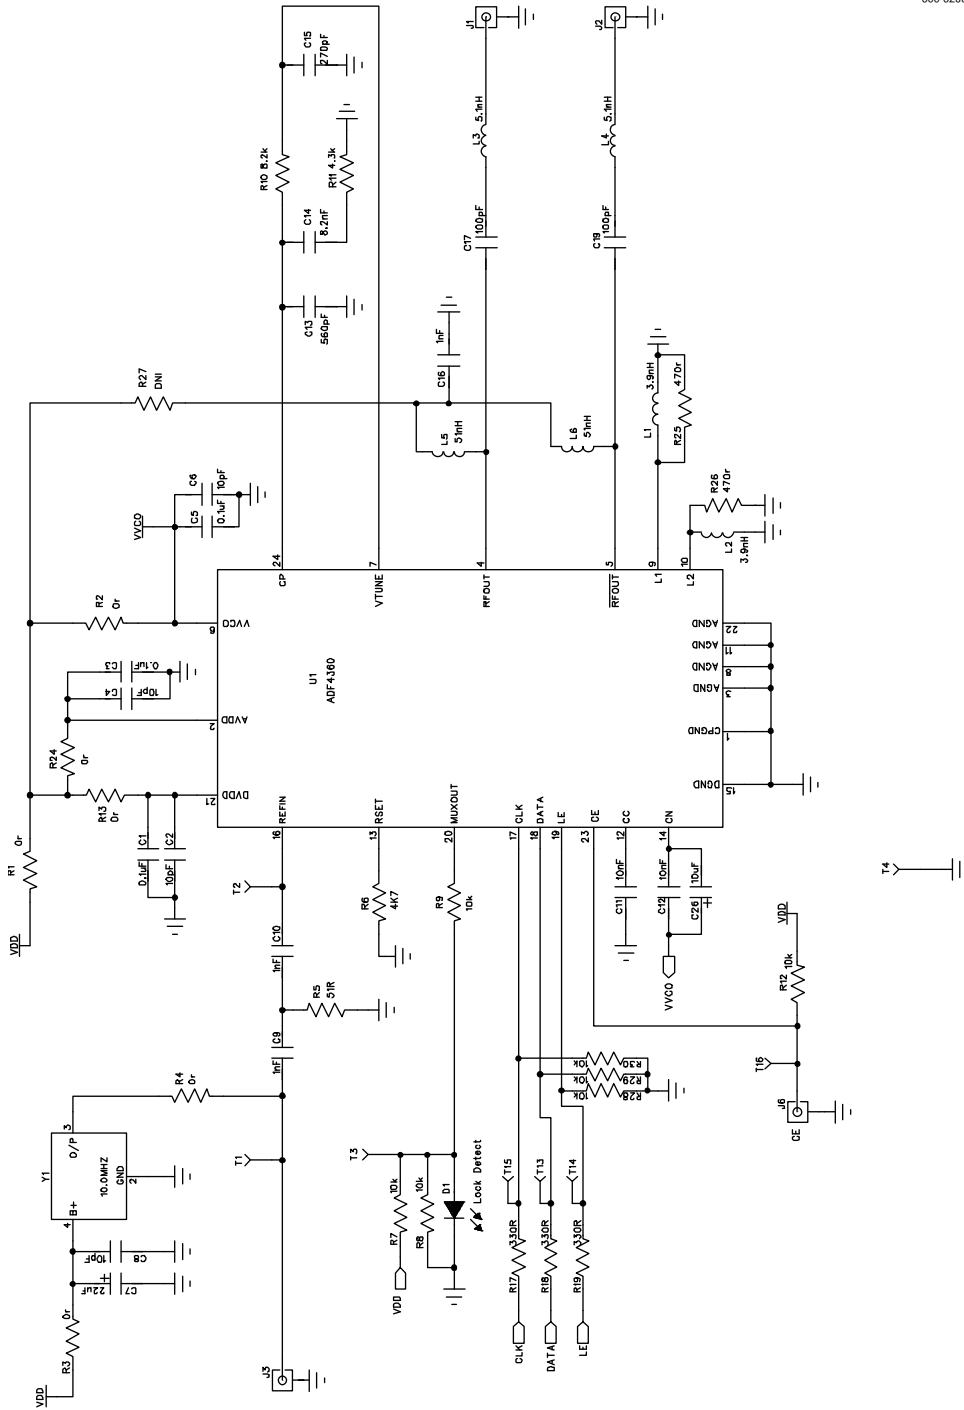 J1
J2
C15
270pF
R10 8.2k
R11 4.3k
C14
8.2nF
C13
560pF
L3 5.1nH
L4 5.1nH
C17 100pF
C19 100pF
C16 1nF
R27
DNI
L5
51nH
L6
51nH
L1 3.9nH
R25 470r
R26
470r
L2
3.9nH
VVCO
C5 C6
0.1uF 10pF
R2
0r
C4 C3
10pF 0.1uF
R24
0r
R13
0r
C1 C2
0.1uF 10pF
R1 0r
VDD
U1
ADF4360
24 CP
7 VTUNE
4 RFOUT
5 RFOUT
9 L1
10 L2
6 VVCO
2 AVDD
21 DVDD
16 REFIN
13 RSET
20 MUXOUT
17 CLK
18 DATA
19 LE
23 CE
12 CC
14 CN
DGND 15
CPGND 1
AGND 3
AGND 8
AGND 11
AGND 22
T2
C10
1nF
R5
51R
C9
1nF
R4
0r
T1
J3
Y1
10.0MHZ
B+ 4
O/P 3
GND 2
C7 22uF
C8 10pF
R3 0r
VDD
R6
4K7
R9
10k
T3
R7 10k
R8 10k
VDD
D1
Lock Detect
C11 10nF
C12 10nF
C26 10uF
VVCO
R30 10k
R29 10k
R28 10k
T15
T13
T14
R17 330R
R18 330R
R19 330R
CLK
DATA
LE
VDD
R12 10k
T16
J6
CE
T4